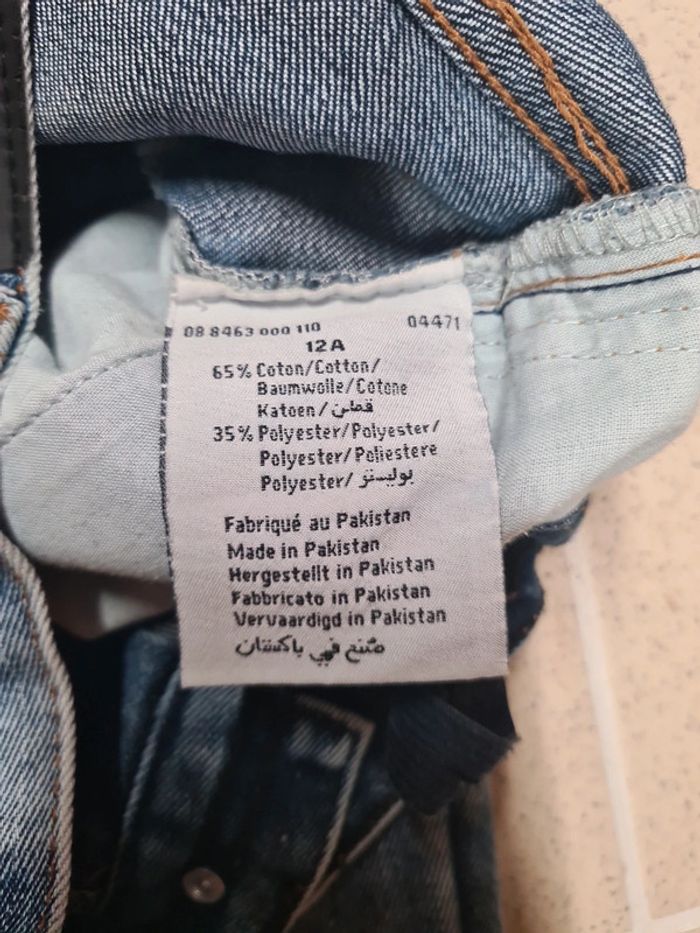 08 8463 000 110 04471
12A
65% Coton/Cotton/
Baumwolle/Cotone
Katoen/قطن
35% Polyester/Polyester/
Polyester/Poliestere
Polyester/بوليستر
Fabriqué au Pakistan
Made in Pakistan
Hergestellt in Pakistan
Fabbricato in Pakistan
Vervaardigd in Pakistan
صنع في باكستان